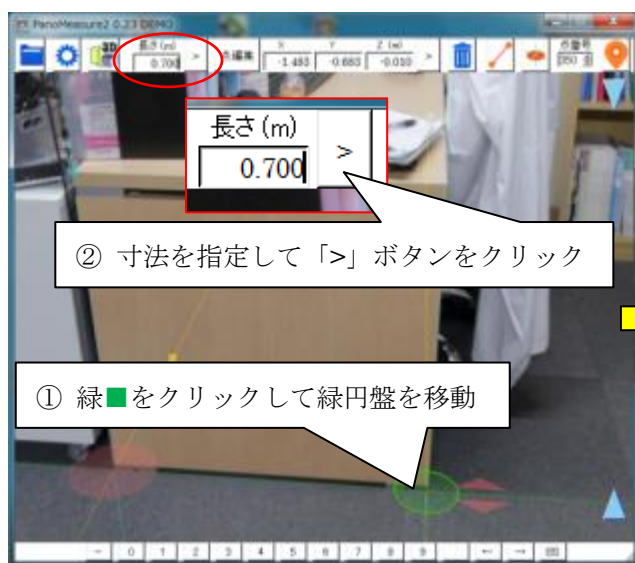 PanoMeasure2 0.23 DEMO
長さ(m) 点編集 X Y Z (m) 点番号
0.700 > -1.483 -0.683 -0.010 >
長さ(m)
0.700 >
② 寸法を指定して「>」ボタンをクリック
① 緑■をクリックして緑円盤を移動
- 0 1 2 3 4 5 6 7 8 9 . ← →